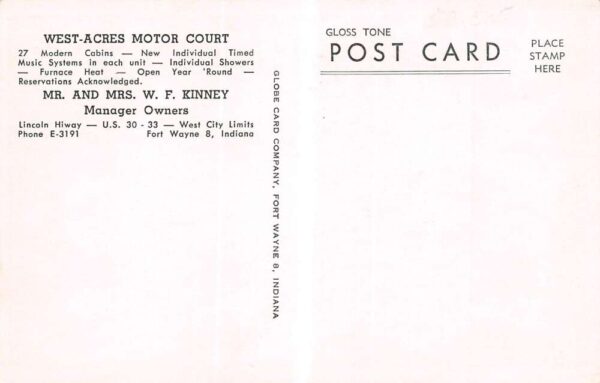 WEST-ACRES MOTOR COURT
27 Modern Cabins — New Individual Timed
Music Systems in each unit — Individual Showers
— Furnace Heat — Open Year 'Round —
Reservations Acknowledged.
MR. AND MRS. W. F. KINNEY
Manager Owners
Lincoln Hiway — U.S. 30 - 33 — West City Limits
Phone E-3191 Fort Wayne 8, Indiana
GLOBE CARD COMPANY, FORT WAYNE 8, INDIANA
GLOSS TONE
POST CARD
PLACE
STAMP
HERE